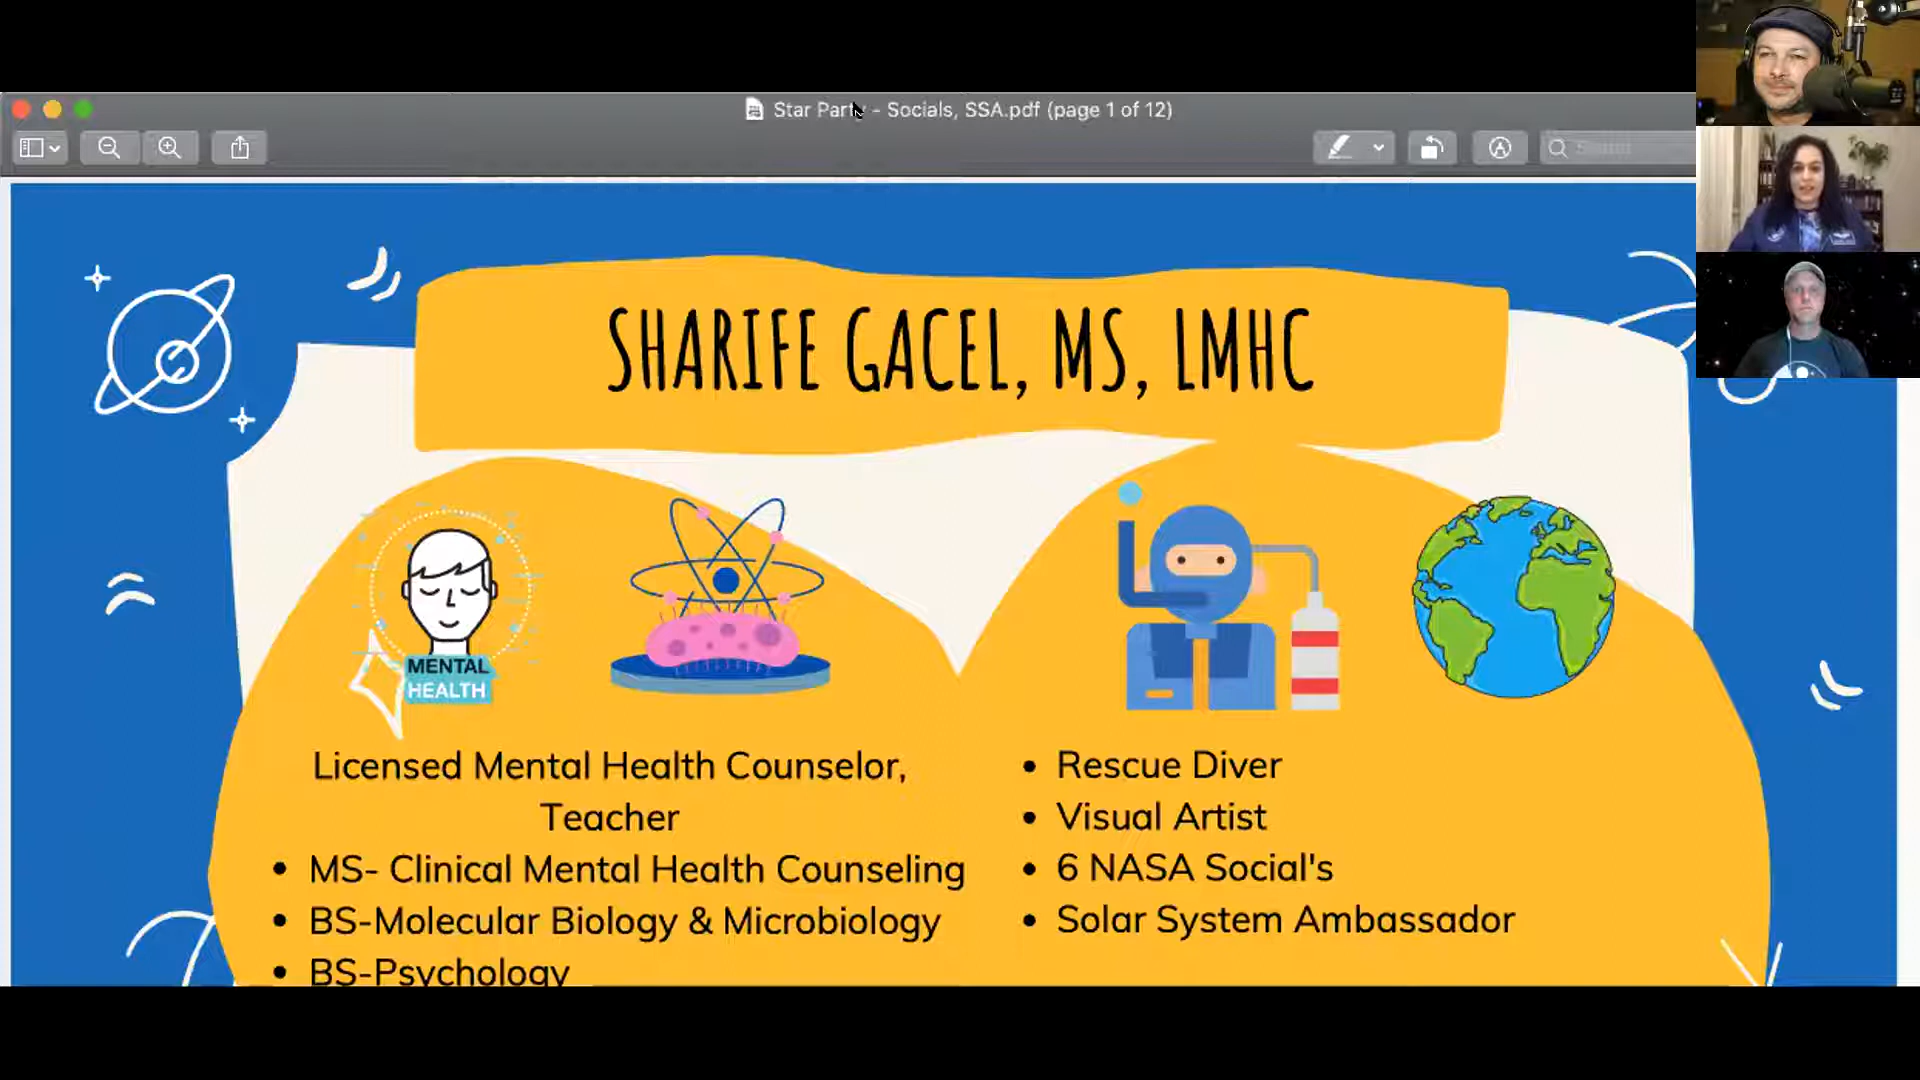 Star Party - Socials, SSA.pdf (page 1 of 12)
Search
SHARIFE GACEL, MS, LMHC
MENTAL
HEALTH
Licensed Mental Health Counselor,
Teacher
• MS- Clinical Mental Health Counseling
• BS-Molecular Biology & Microbiology
• BS-Psychology
• Rescue Diver
• Visual Artist
• 6 NASA Social's
• Solar System Ambassador